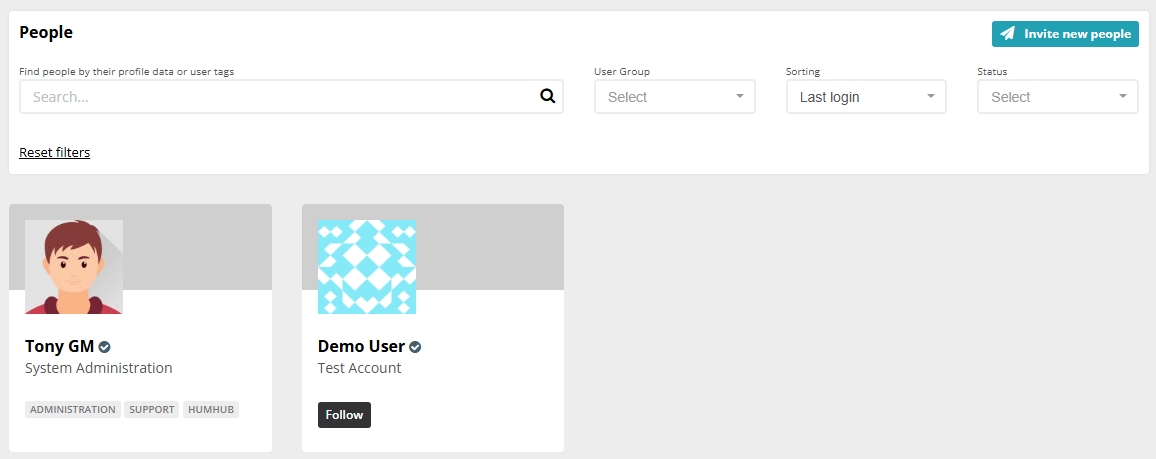 People
Invite new people
Find people by their profile data or user tags
User Group
Sorting
Status
Search...
Select
Last login
Select
Reset filters
Tony GM
System Administration
ADMINISTRATION SUPPORT HUMHUB
Demo User
Test Account
Follow